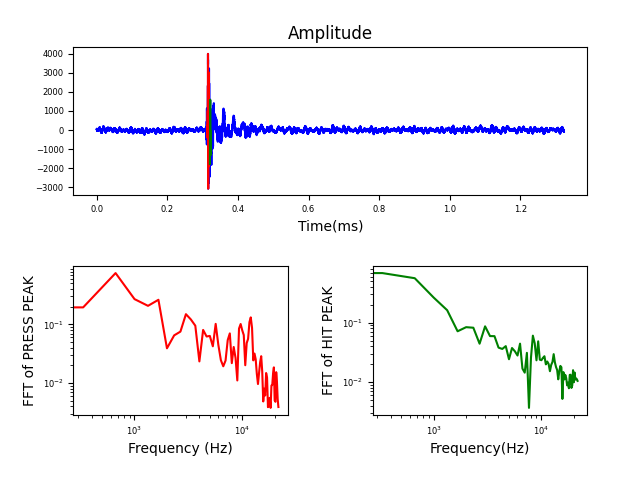 Amplitude
4000
3000
2000
1000
0
−1000
−2000
−3000
0.0 0.2 0.4 0.6 0.8 1.0 1.2
Time(ms)
FFT of PRESS PEAK
10⁻¹
10⁻²
10³ 10⁴
Frequency (Hz)
FFT of HIT PEAK
10⁻¹
10⁻²
10³ 10⁴
Frequency(Hz)